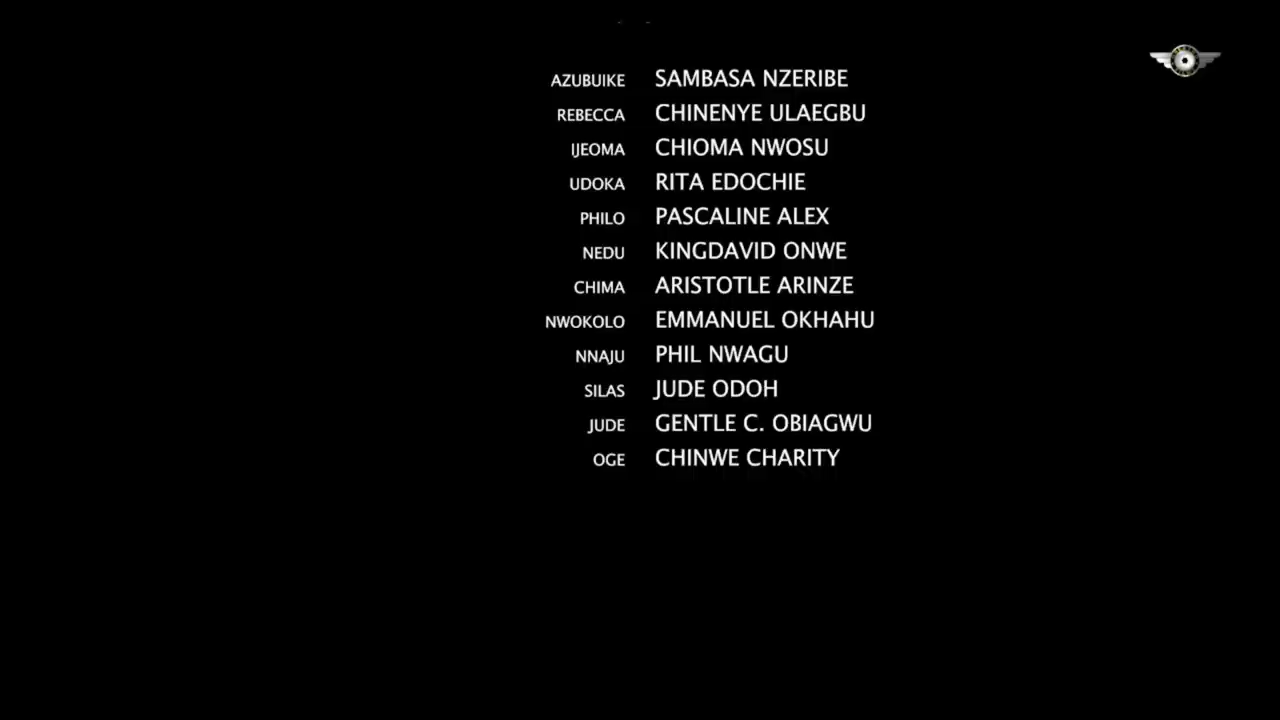 AZUBUIKE SAMBASA NZERIBE
REBECCA CHINENYE ULAEGBU
IJEOMA CHIOMA NWOSU
UDOKA RITA EDOCHIE
PHILO PASCALINE ALEX
NEDU KINGDAVID ONWE
CHIMA ARISTOTLE ARINZE
NWOKOLO EMMANUEL OKHAHU
NNAJU PHIL NWAGU
SILAS JUDE ODOH
JUDE GENTLE C. OBIAGWU
OGE CHINWE CHARITY